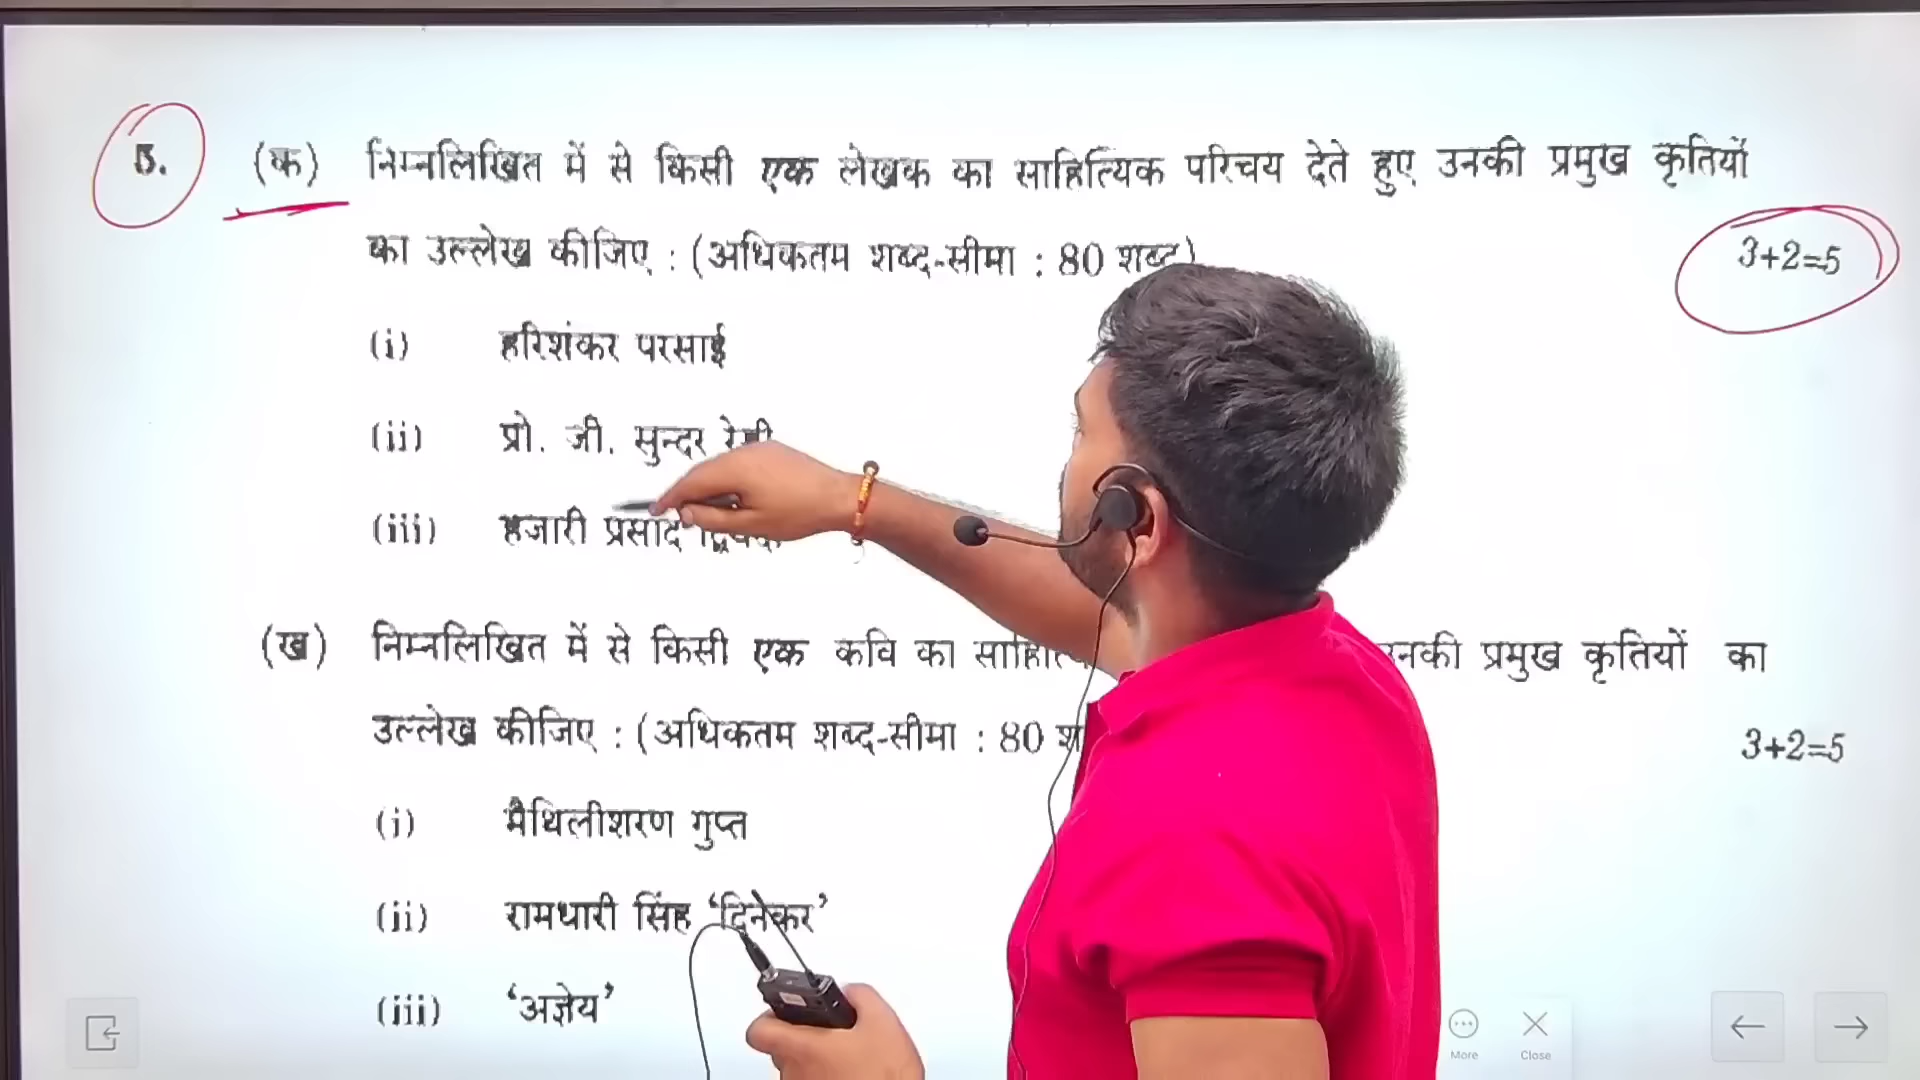 5. (क) निम्नलिखित में से किसी एक लेखक का साहित्यिक परिचय देते हुए उनकी प्रमुख कृतियों
का उल्लेख कीजिए : (अधिकतम शब्द-सीमा : 80 शब्द) 3+2=5
(i) हरिशंकर परसाई
(ii) प्रो. जी. सुन्दर
(iii) हजारी प्रसाद
(ख) निम्नलिखित में से किसी एक कवि का उनकी प्रमुख कृतियों का
उल्लेख कीजिए : (अधिकतम शब्द-सीमा : 80 3+2=5
(i) मैथिलीशरण गुप्त
(ii) रामधारी सिंह ‘दिनकर’
(iii) ‘अज्ञेय’
More Close